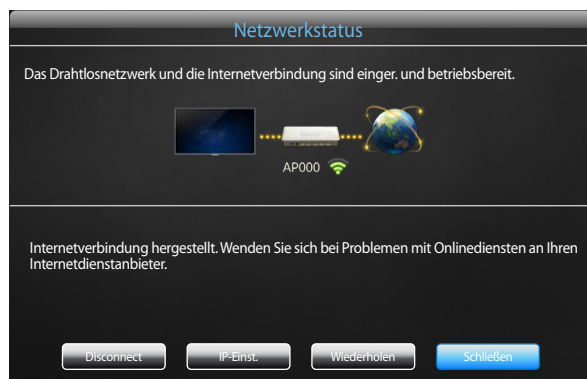 Netzwerkstatus
Das Drahtlosnetzwerk und die Internetverbindung sind einger. und betriebsbereit.
AP000
Internetverbindung hergestellt. Wenden Sie sich bei Problemen mit Onlinediensten an Ihren
Internetdienstanbieter.
Disconnect IP-Einst. Wiederholen Schließen